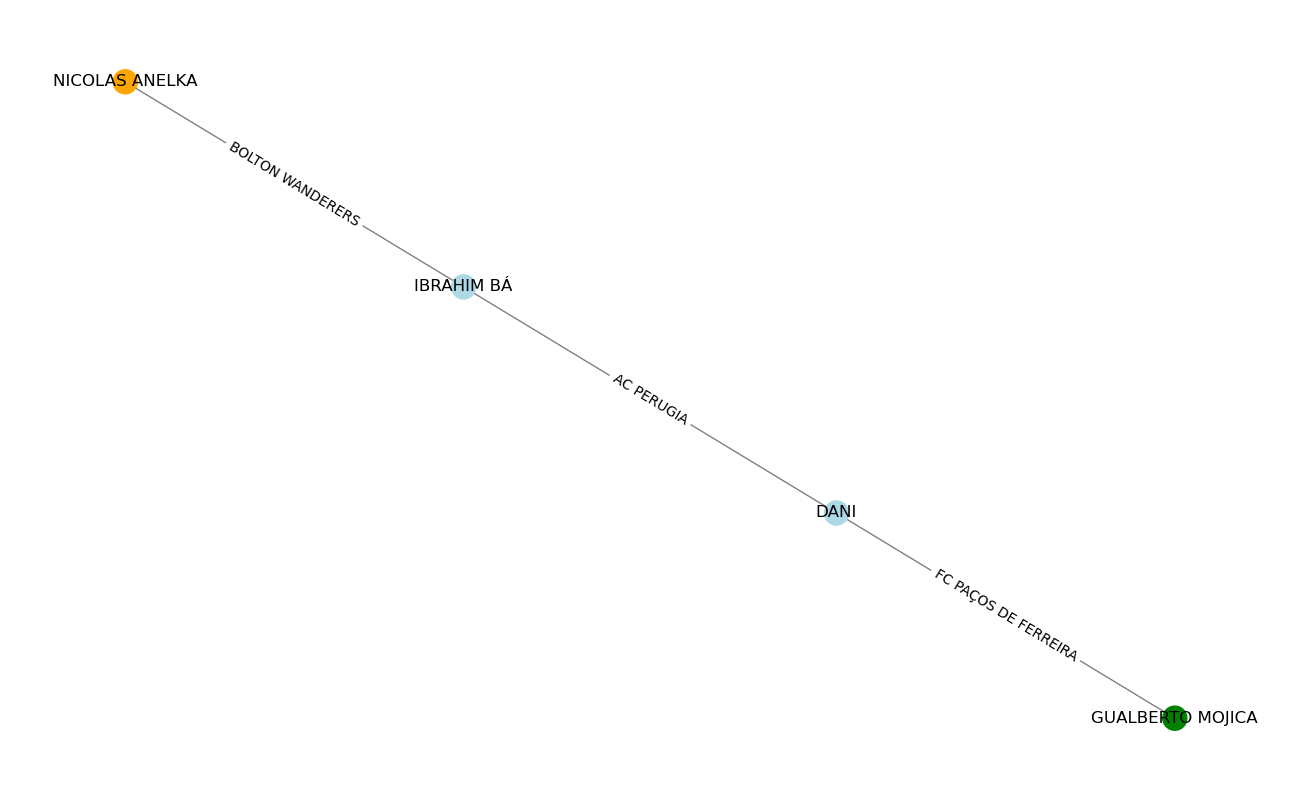 NICOLAS ANELKA
BOLTON WANDERERS
IBRAHIM BÁ
AC PERUGIA
DANI
FC PAÇOS DE FERREIRA
GUALBERTO MOJICA